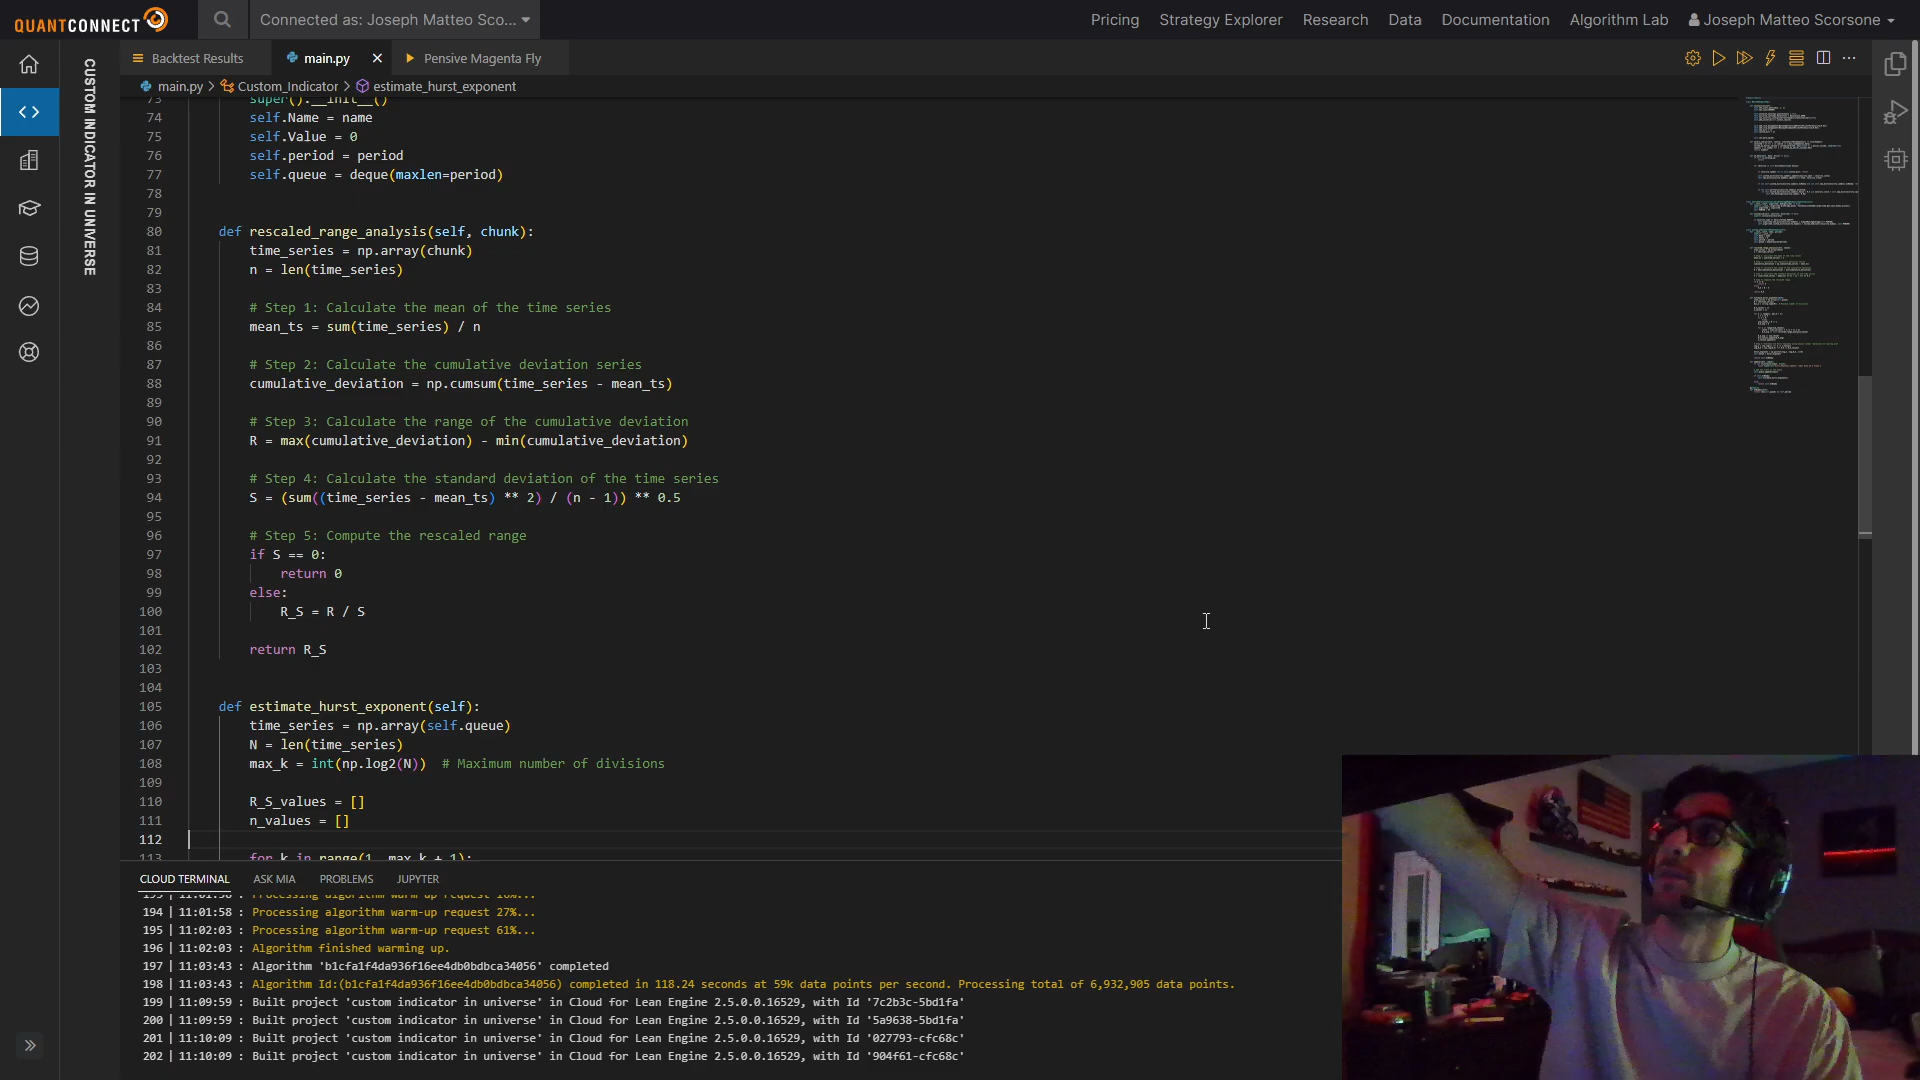 QUANTCONNECT
Connected as: Joseph Matteo Sco...
Pricing
Strategy Explorer
Research
Data
Documentation
Algorithm Lab
Joseph Matteo Scorsone
CUSTOM INDICATOR IN UNIVERSE
Backtest Results
main.py
Pensive Magenta Fly
main.py > Custom_Indicator > estimate_hurst_exponent
73 super().__init__()
74 self.Name = name
75 self.Value = 0
76 self.period = period
77 self.queue = deque(maxlen=period)
78
79
80 def rescaled_range_analysis(self, chunk):
81 time_series = np.array(chunk)
82 n = len(time_series)
83
84 # Step 1: Calculate the mean of the time series
85 mean_ts = sum(time_series) / n
86
87 # Step 2: Calculate the cumulative deviation series
88 cumulative_deviation = np.cumsum(time_series - mean_ts)
89
90 # Step 3: Calculate the range of the cumulative deviation
91 R = max(cumulative_deviation) - min(cumulative_deviation)
92
93 # Step 4: Calculate the standard deviation of the time series
94 S = (sum((time_series - mean_ts) ** 2) / (n - 1)) ** 0.5
95
96 # Step 5: Compute the rescaled range
97 if S == 0:
98 return 0
99 else:
100 R_S = R / S
101
102 return R_S
103
104
105 def estimate_hurst_exponent(self):
106 time_series = np.array(self.queue)
107 N = len(time_series)
108 max_k = int(np.log2(N)) # Maximum number of divisions
109
110 R_S_values = []
111 n_values = []
112
113 for k in range(1, max_k + 1):
CLOUD TERMINAL
ASK MIA
PROBLEMS
JUPYTER
194 | 11:01:58 : Processing algorithm warm-up request 27%...
195 | 11:02:03 : Processing algorithm warm-up request 61%...
196 | 11:02:03 : Algorithm finished warming up.
197 | 11:03:43 : Algorithm 'b1cfa1f4da936f16ee4db0bdbca34056' completed
198 | 11:03:43 : Algorithm Id:(b1cfa1f4da936f16ee4db0bdbca34056) completed in 118.24 seconds at 59k data points per second. Processing total of 6,932,905 data points.
199 | 11:09:59 : Built project 'custom indicator in universe' in Cloud for Lean Engine 2.5.0.0.16529, with Id '7c2b3c-5bd1fa'
200 | 11:09:59 : Built project 'custom indicator in universe' in Cloud for Lean Engine 2.5.0.0.16529, with Id '5a9638-5bd1fa'
201 | 11:10:09 : Built project 'custom indicator in universe' in Cloud for Lean Engine 2.5.0.0.16529, with Id '027793-cfc68c'
202 | 11:10:09 : Built project 'custom indicator in universe' in Cloud for Lean Engine 2.5.0.0.16529, with Id '904f61-cfc68c'